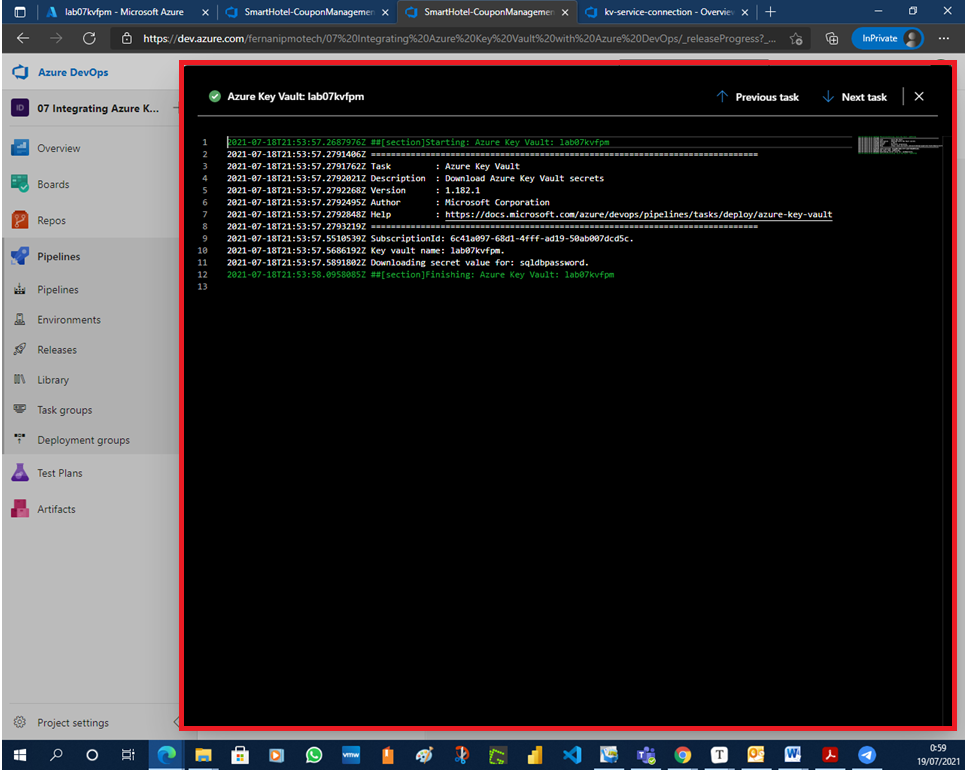 lab07kvfpm - Microsoft Azure
SmartHotel-CouponManagemen
SmartHotel-CouponManagemen
kv-service-connection - Overview
https://dev.azure.com/fernanipmotech/07%20Integrating%20Azure%20Key%20Vault%20with%20Azure%20DevOps/_releaseProgress?_...
InPrivate
Azure DevOps
ID
07 Integrating Azure K...
Overview
Boards
Repos
Pipelines
Pipelines
Environments
Releases
Library
Task groups
Deployment groups
Test Plans
Artifacts
Project settings
Azure Key Vault: lab07kvfpm
Previous task
Next task
1 2021-07-18T21:53:57.2687976Z ##[section]Starting: Azure Key Vault: lab07kvfpm
2 2021-07-18T21:53:57.2791406Z ==============================================================================
3 2021-07-18T21:53:57.2791762Z Task         : Azure Key Vault
4 2021-07-18T21:53:57.2792021Z Description  : Download Azure Key Vault secrets
5 2021-07-18T21:53:57.2792268Z Version      : 1.182.1
6 2021-07-18T21:53:57.2792495Z Author       : Microsoft Corporation
7 2021-07-18T21:53:57.2792848Z Help         : https://docs.microsoft.com/azure/devops/pipelines/tasks/deploy/azure-key-vault
8 2021-07-18T21:53:57.2793219Z ==============================================================================
9 2021-07-18T21:53:57.5510539Z SubscriptionId: 6c41a097-68d1-4fff-ad19-50ab007dcd5c.
10 2021-07-18T21:53:57.5686192Z Key vault name: lab07kvfpm.
11 2021-07-18T21:53:57.5891802Z Downloading secret value for: sqldbpassword.
12 2021-07-18T21:53:58.0958085Z ##[section]Finishing: Azure Key Vault: lab07kvfpm
13
vmw
T
0:59
19/07/2021